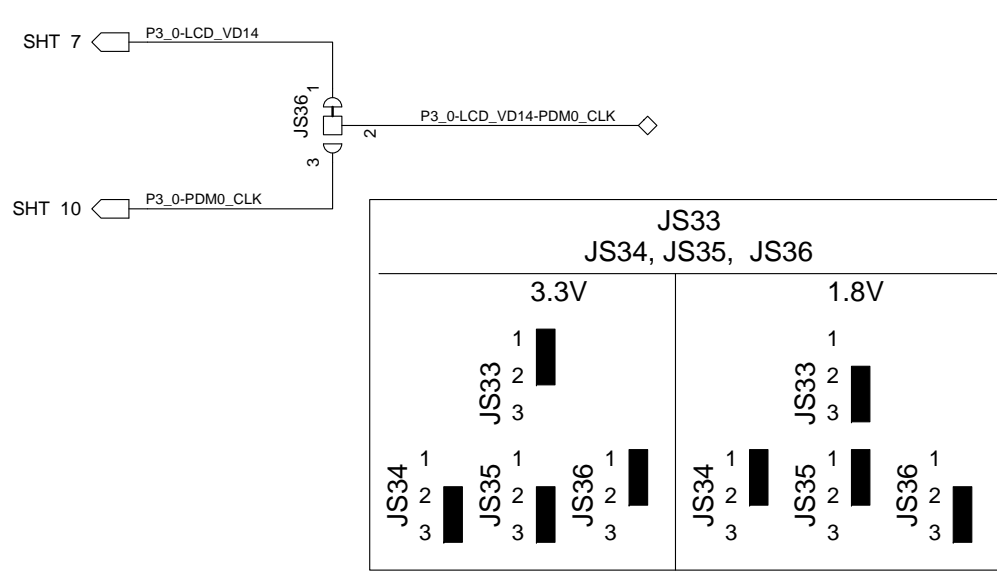 SHT 7
P3_0-LCD_VD14
JS36
1
2
3
P3_0-LCD_VD14-PDM0_CLK
SHT 10
P3_0-PDM0_CLK
JS33
JS34, JS35, JS36
3.3V
1.8V
JS33
1
2
3
JS33
1
2
3
JS34
1
2
3
JS35
1
2
3
JS36
1
2
3
JS34
1
2
3
JS35
1
2
3
JS36
1
2
3